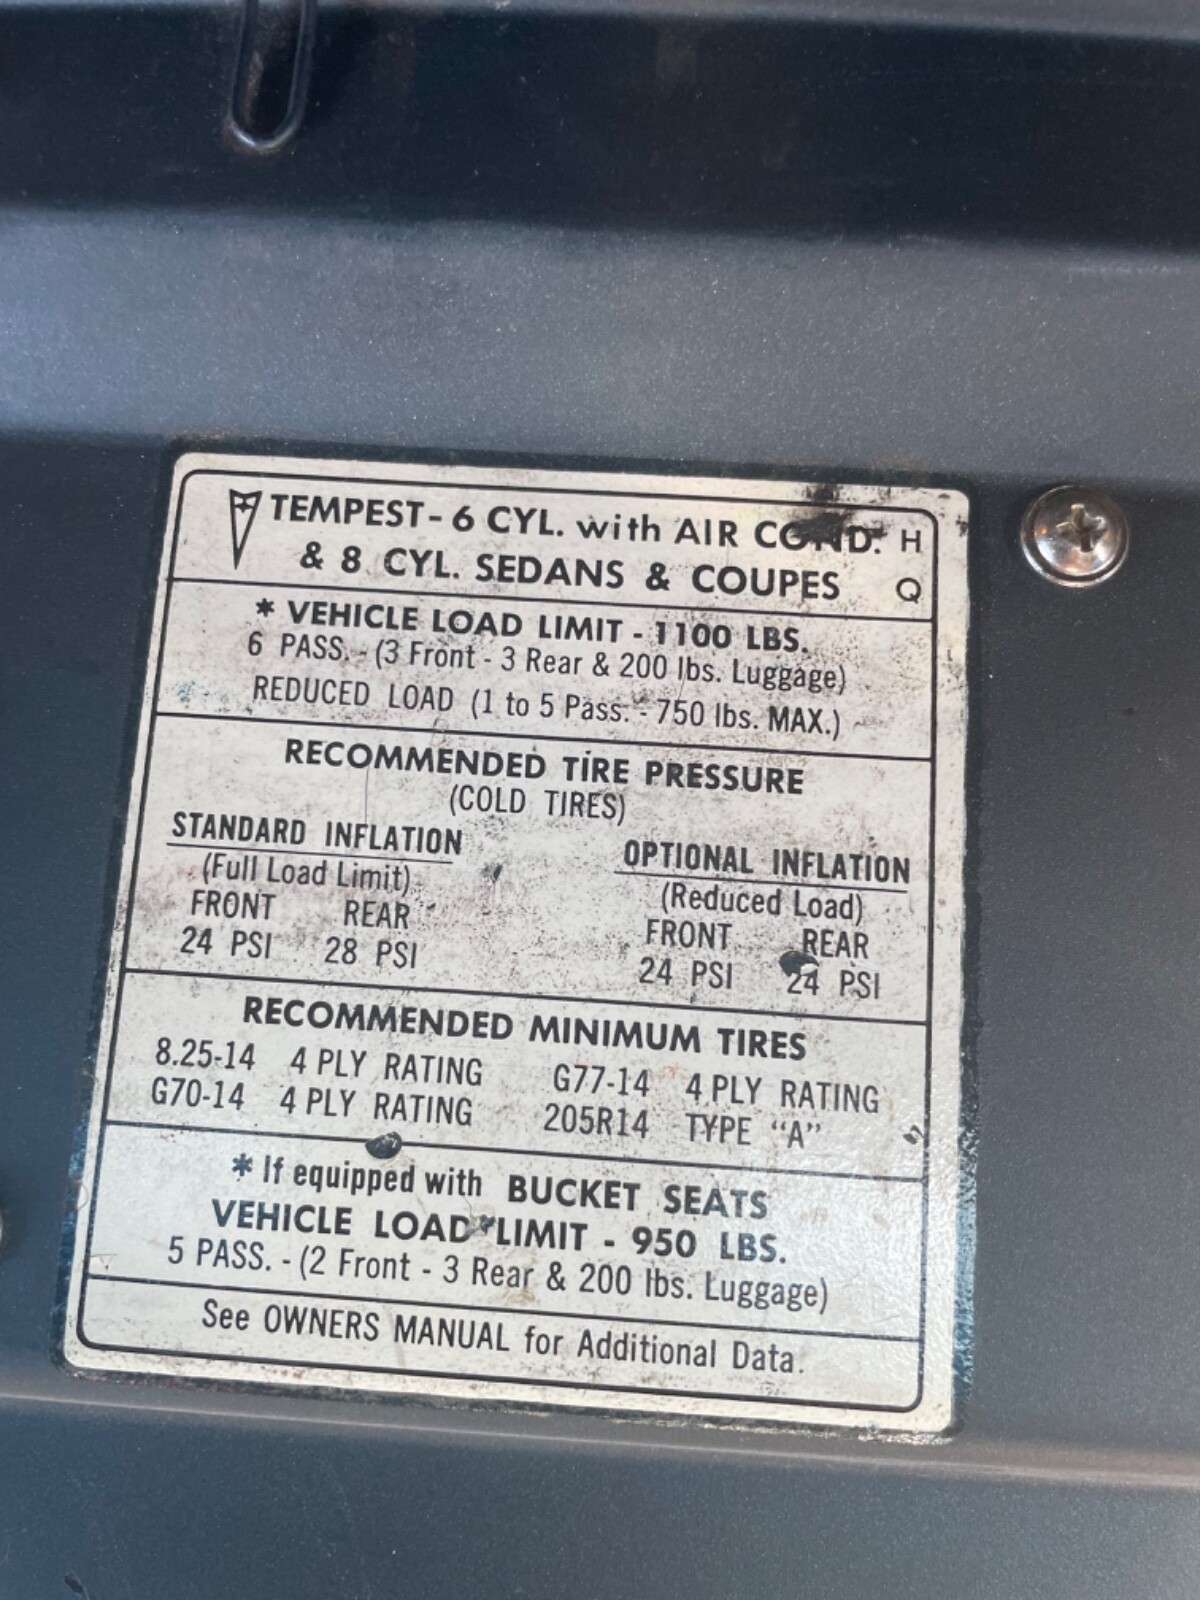 TEMPEST - 6 CYL. with AIR COND. H
& 8 CYL. SEDANS & COUPES Q
* VEHICLE LOAD LIMIT - 1100 LBS.
6 PASS. - (3 Front - 3 Rear & 200 lbs. Luggage)
REDUCED LOAD (1 to 5 Pass. - 750 lbs. MAX.)
RECOMMENDED TIRE PRESSURE
(COLD TIRES)
STANDARD INFLATION OPTIONAL INFLATION
(Full Load Limit) (Reduced Load)
FRONT REAR FRONT REAR
24 PSI 28 PSI 24 PSI 24 PSI
RECOMMENDED MINIMUM TIRES
8.25-14 4 PLY RATING G77-14 4 PLY RATING
G70-14 4 PLY RATING 205R14 TYPE "A"
* If equipped with BUCKET SEATS
VEHICLE LOAD LIMIT - 950 LBS.
5 PASS. - (2 Front - 3 Rear & 200 lbs. Luggage)
See OWNERS MANUAL for Additional Data.